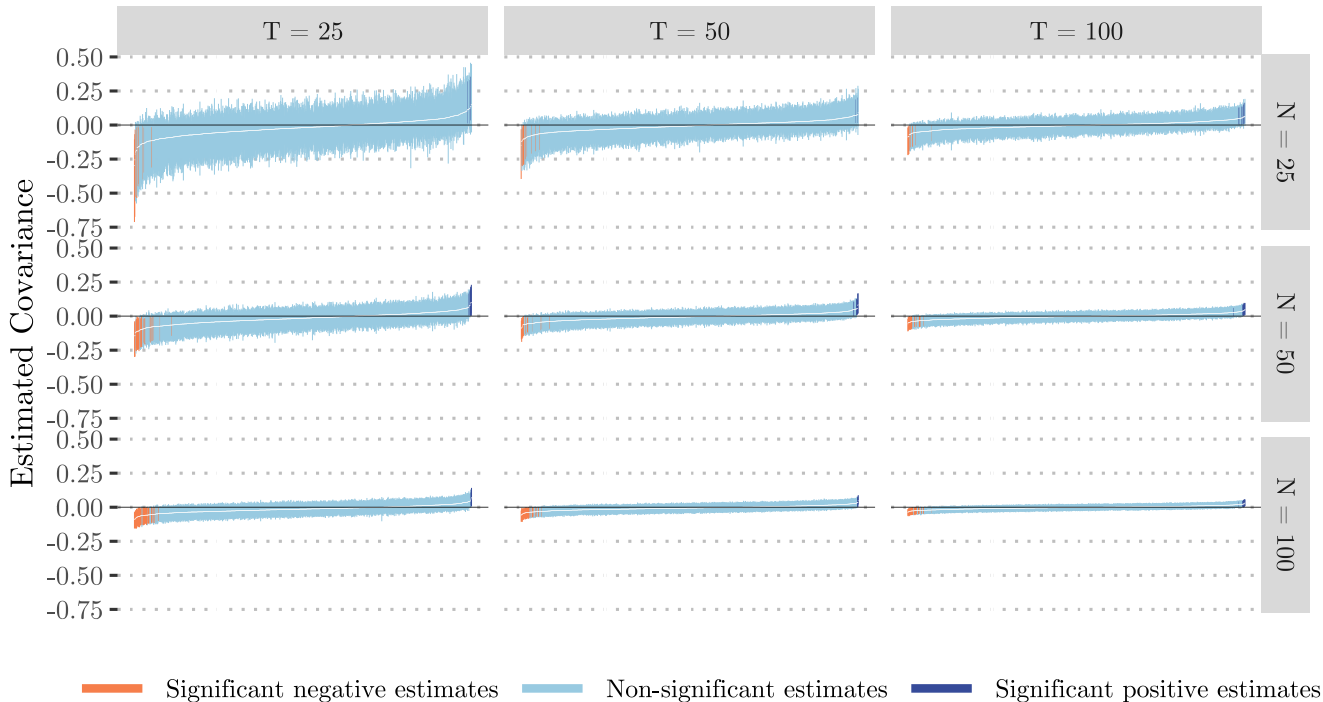 T = 25
T = 50
T = 100
Estimated Covariance
0.50
0.25
0.00
-0.25
-0.50
-0.75
N = 25
0.50
0.25
0.00
-0.25
-0.50
-0.75
N = 50
0.50
0.25
0.00
-0.25
-0.50
-0.75
N = 100
Significant negative estimates
Non-significant estimates
Significant positive estimates